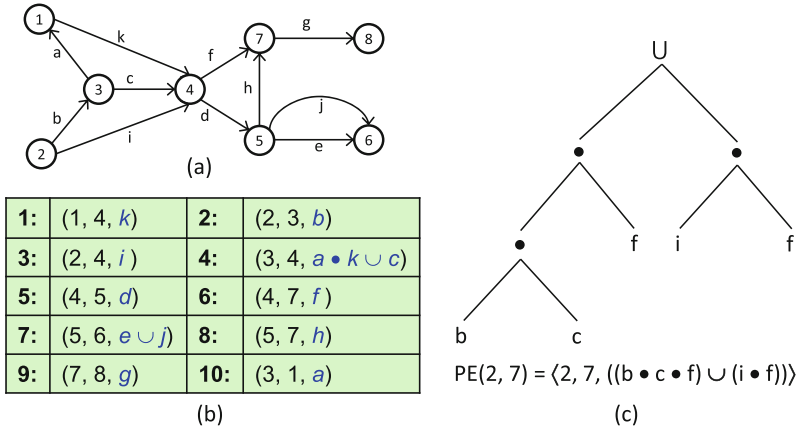 1
k
7
g
8
f
a
3
c
4
h
j
b
d
2
i
5
e
6
(a)
1: (1, 4, k) 2: (2, 3, b)
3: (2, 4, i ) 4: (3, 4, a • k ∪ c)
5: (4, 5, d) 6: (4, 7, f )
7: (5, 6, e ∪ j) 8: (5, 7, h)
9: (7, 8, g) 10: (3, 1, a)
(b)
∪
•
•
•
f
i
f
b
c
PE(2, 7) = ⟨2, 7, ((b • c • f) ∪ (i • f))⟩
(c)